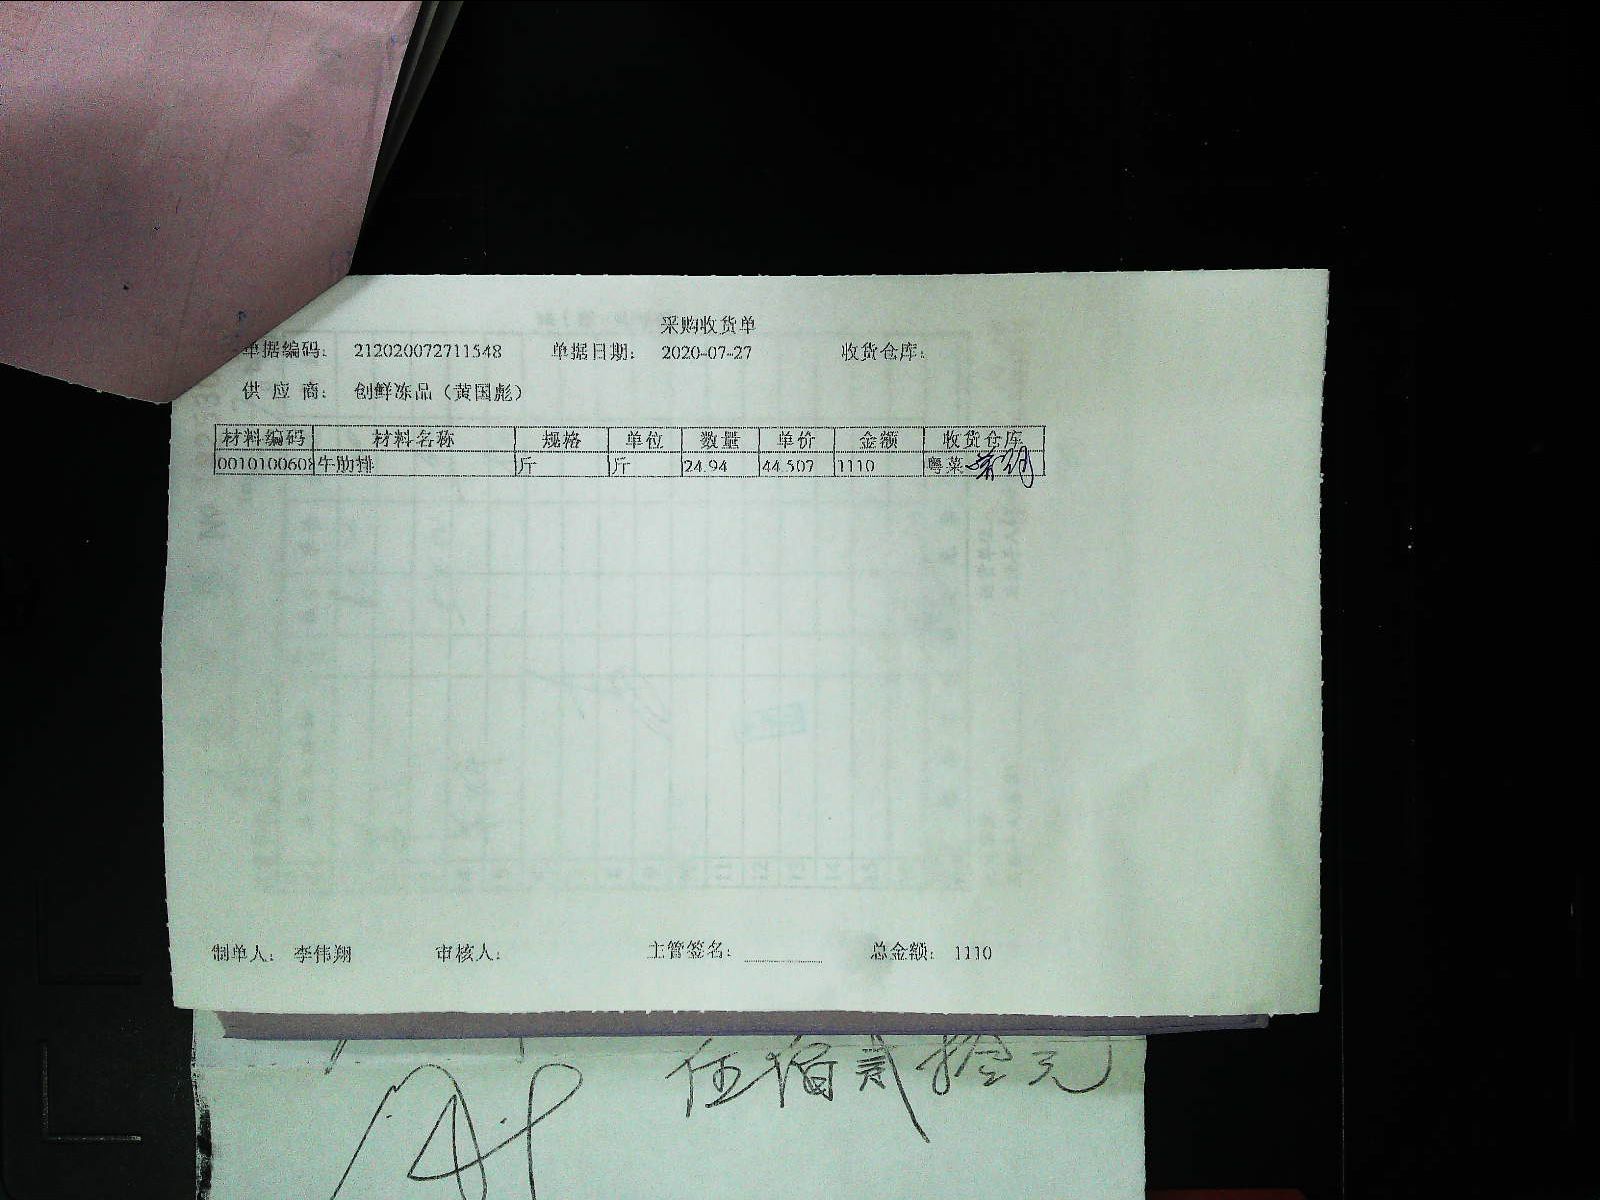 采购收货单
单据编码： 212020072711548 单据日期： 2020-07-27 收货仓库：
供应商： 创鲜冻品（黄国彪）
材料编码 材料名称 规格 单位 数量 单价 金额 收货仓库
0010100608 牛肋排 斤 斤 24.94 44.507 1110 粤菜
制单人： 李伟翔 审核人： 主管签名： 总金额： 1110
伍佰贰拾元